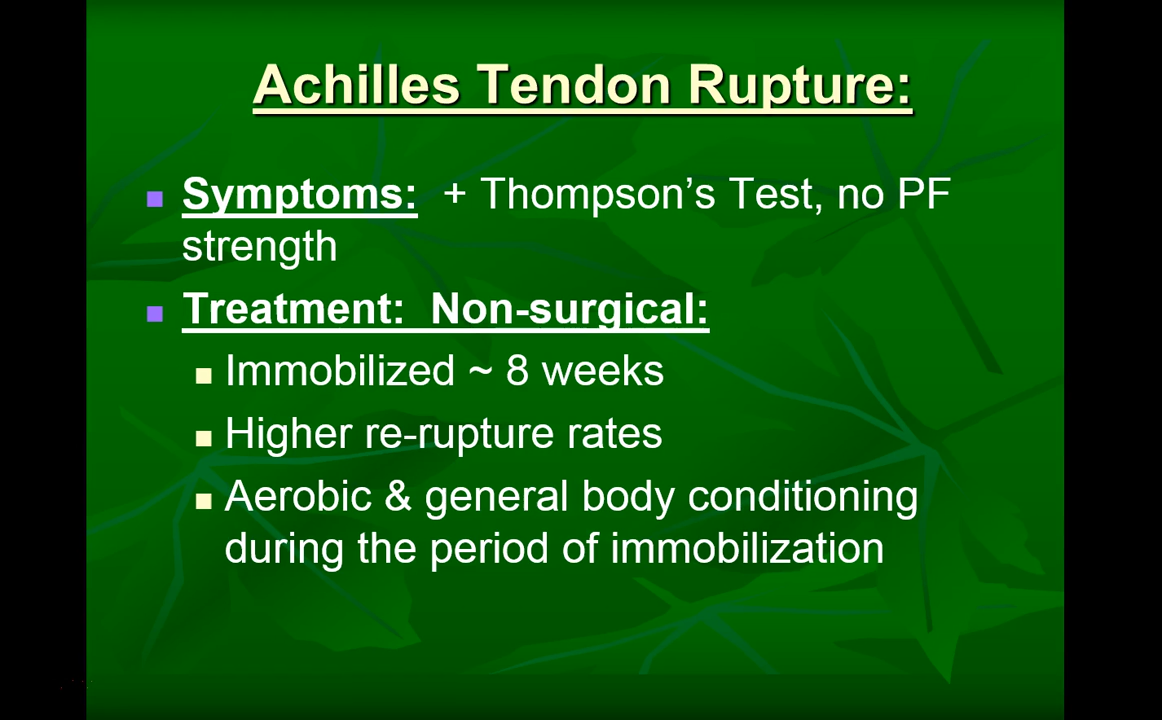 Achilles Tendon Rupture:
Symptoms: + Thompson’s Test, no PF
strength
Treatment: Non-surgical:
Immobilized ~ 8 weeks
Higher re-rupture rates
Aerobic & general body conditioning
during the period of immobilization